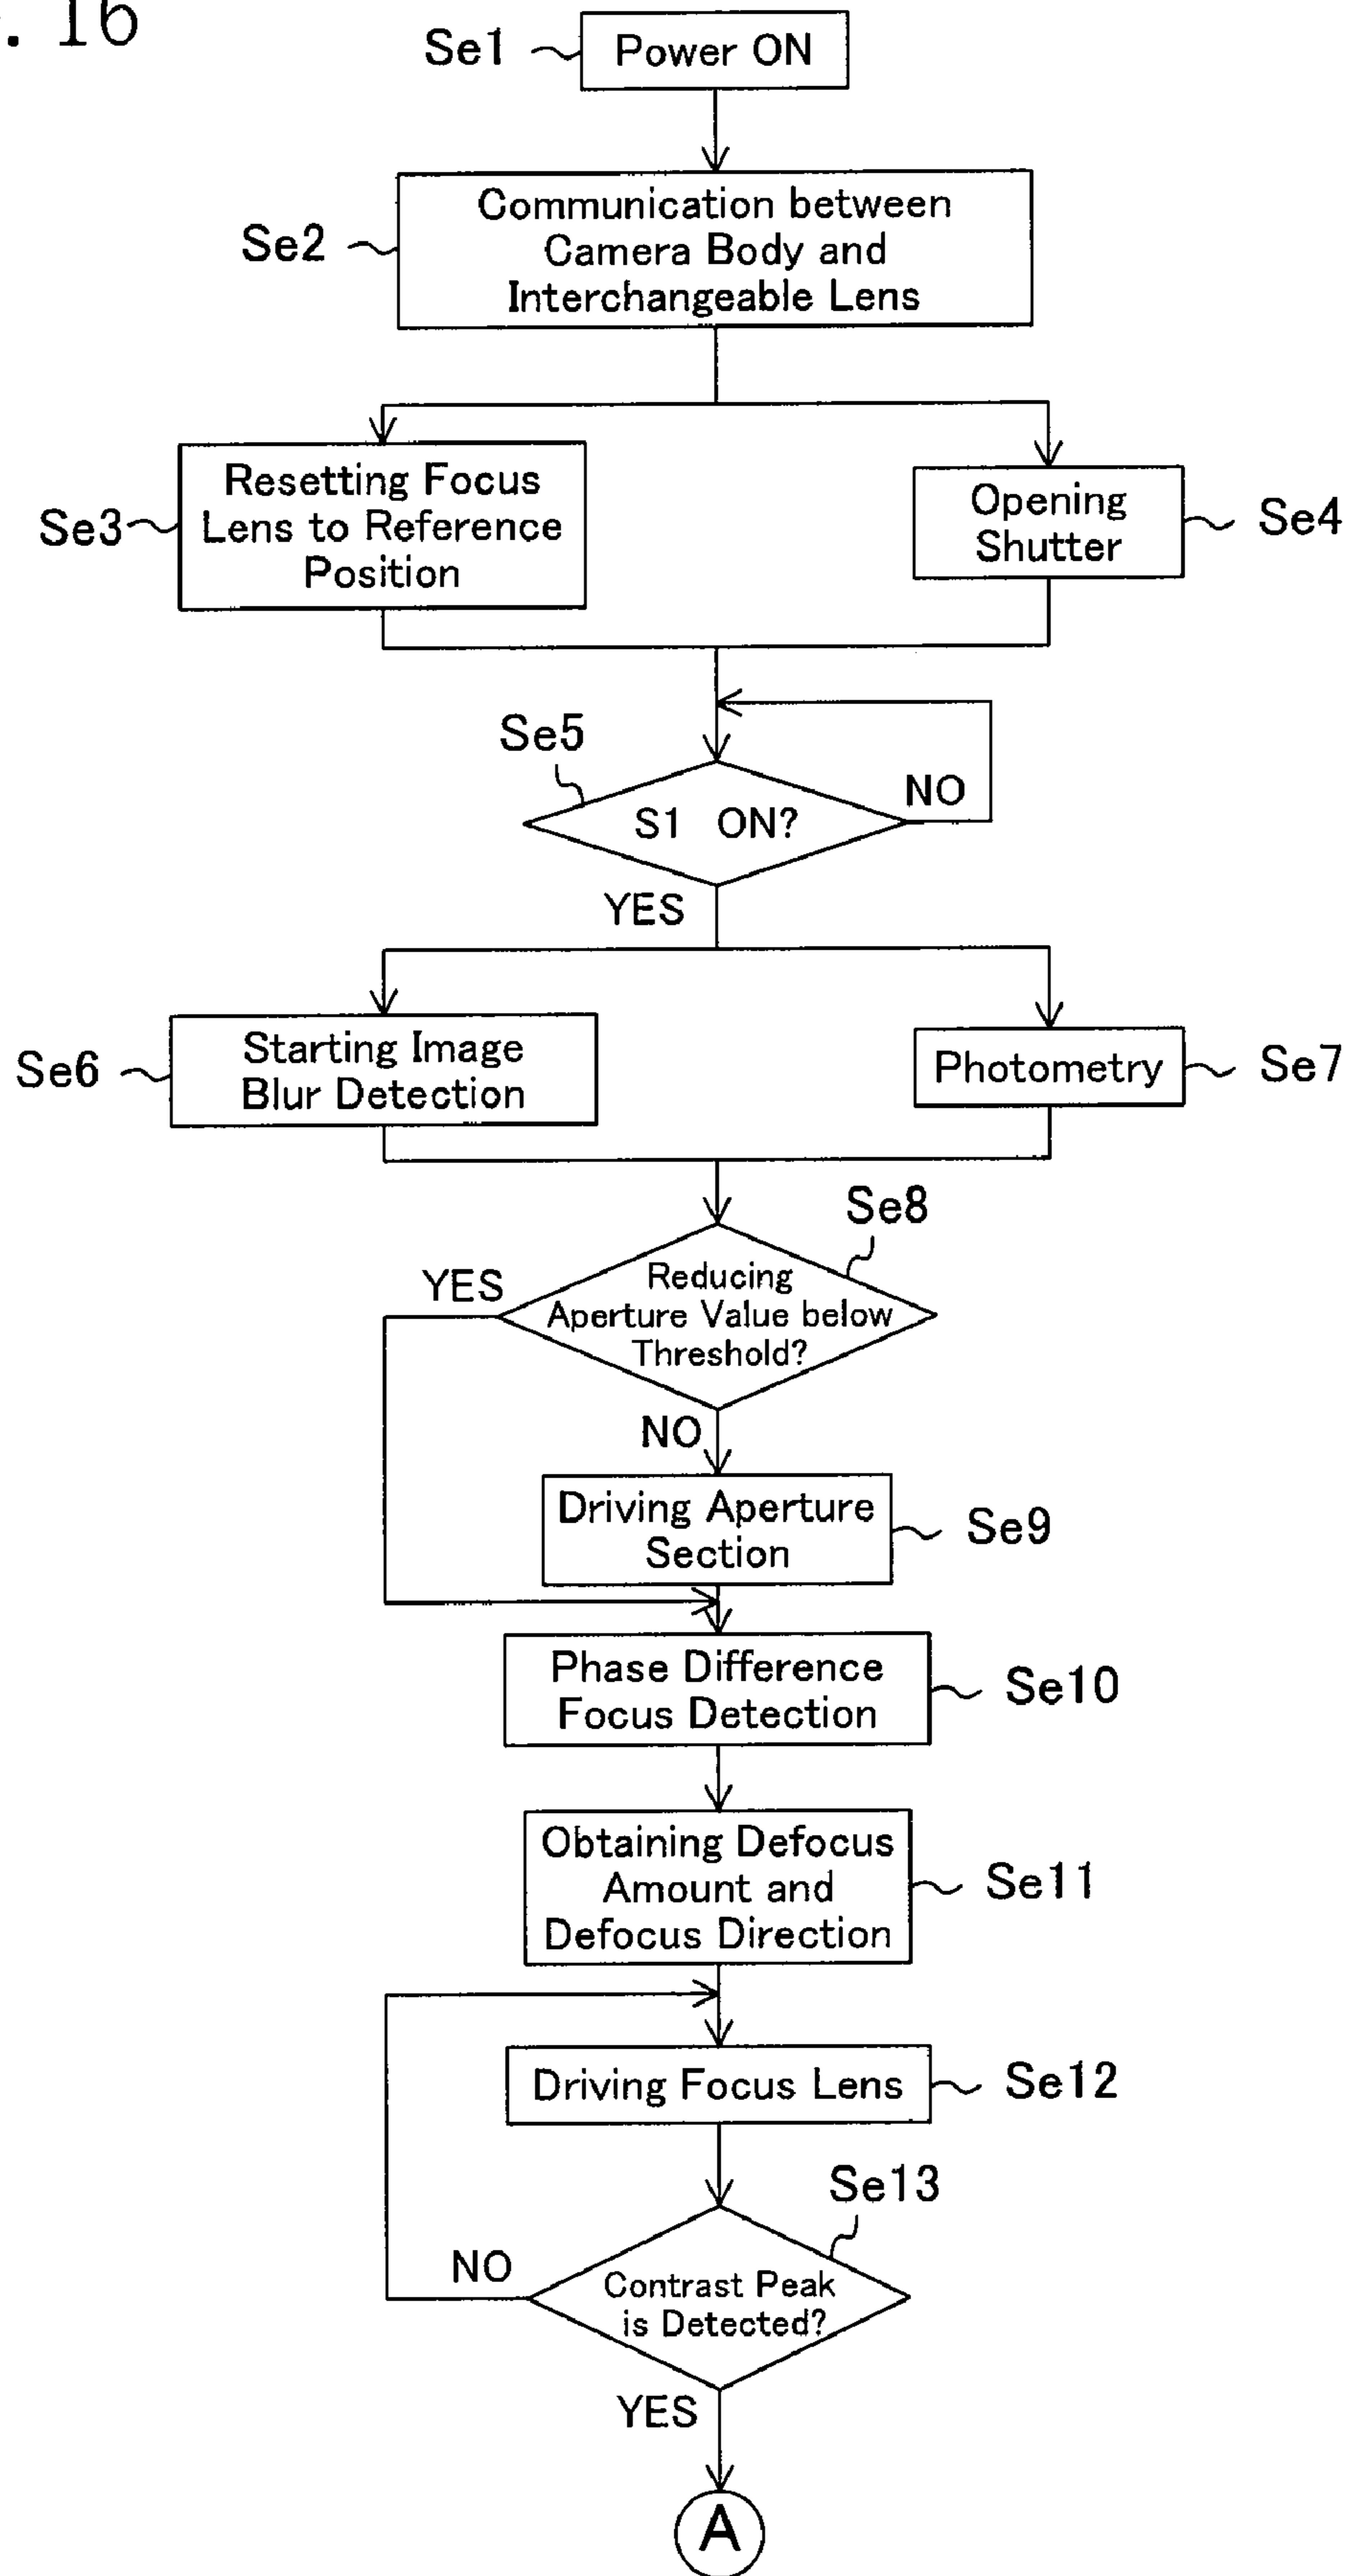 . 16
Se1
Power ON
Se2
Communication between
Camera Body and
Interchangeable Lens
Se3
Resetting Focus
Lens to Reference
Position
Opening
Shutter
Se4
Se5
S1 ON?
NO
YES
Se6
Starting Image
Blur Detection
Photometry
Se7
Se8
YES
Reducing
Aperture Value below
Threshold?
NO
Driving Aperture
Section
Se9
Phase Difference
Focus Detection
Se10
Obtaining Defocus
Amount and
Defocus Direction
Se11
Driving Focus Lens
Se12
Se13
NO
Contrast Peak
is Detected?
YES
A